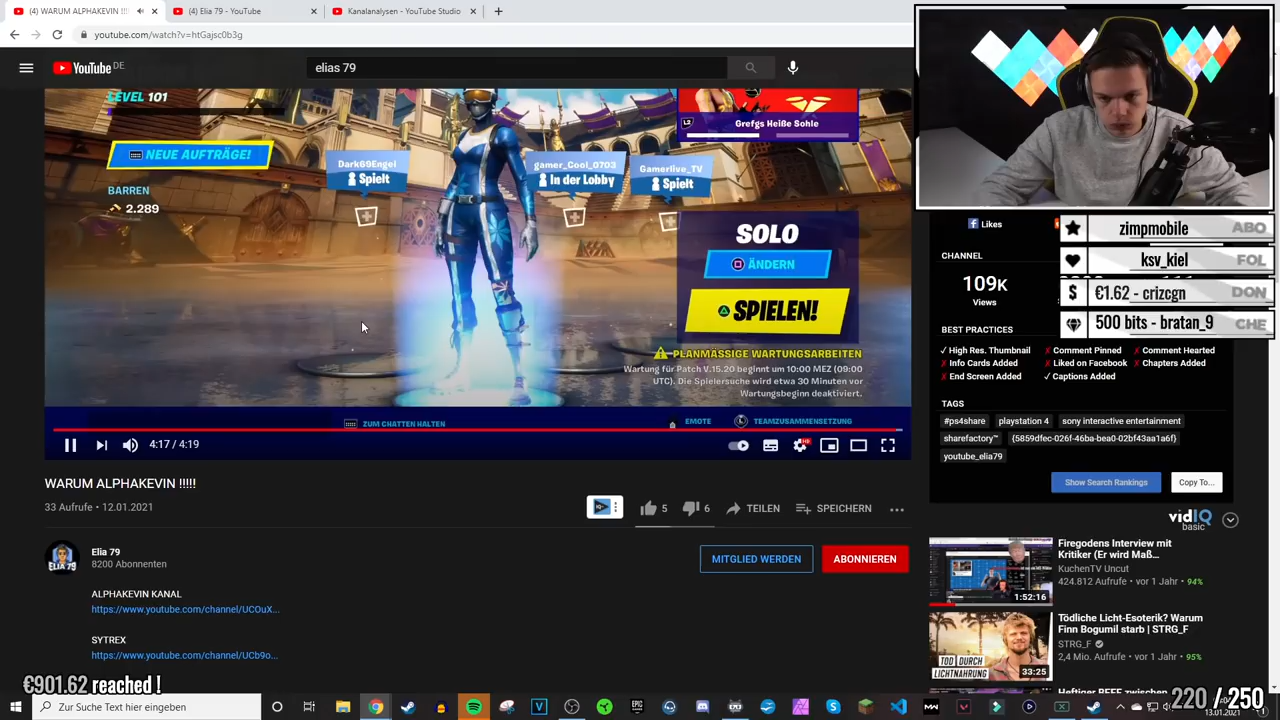 (4) WARUM ALPHAKEVIN !!!
(4) Elia 79 - YouTube
Kanalanalysen - YouTube Studio
youtube.com/watch?v=htGajsc0b3g
YouTube DE
elias 79
LEVEL 101
NEUE AUFTRÄGE!
BARREN
2.289
Dark69Engel
Spielt
gamer_Cool_0703
In der Lobby
Gamerlive_TV
Spielt
Grefgs Heiße Sohle
SOLO
ÄNDERN
SPIELEN!
PLANMÄSSIGE WARTUNGSARBEITEN
Wartung für Patch V.15.20 beginnt um 10:00 MEZ (09:00
UTC). Die Spielersuche wird etwa 30 Minuten vor
Wartungsbeginn deaktiviert.
ZUM CHATTEN HALTEN
EMOTE
TEAMZUSAMMENSETZUNG
4:17 / 4:19
WARUM ALPHAKEVIN !!!!!
33 Aufrufe • 12.01.2021
5
6
TEILEN
SPEICHERN
Elia 79
8200 Abonnenten
MITGLIED WERDEN
ABONNIEREN
ALPHAKEVIN KANAL
https://www.youtube.com/channel/UCOuX...
SYTREX
https://www.youtube.com/channel/UCb9o...
€901.62 reached !
Likes
CHANNEL
109K
Views
zimpmobile ABO
ksv_kiel FOL
€1.62 - crizcgn DON
500 bits - bratan_9 CHE
BEST PRACTICES
✓ High Res. Thumbnail ✗ Comment Pinned ✗ Comment Hearted
✗ Info Cards Added ✗ Liked on Facebook ✗ Chapters Added
✗ End Screen Added ✓ Captions Added
TAGS
#ps4share playstation 4 sony interactive entertainment
sharefactory™ {5859dfec-026f-46ba-bea0-02bf43aa1a6f}
youtube_elia79
Show Search Rankings
Copy To...
vidIQ
basic
Firegodens Interview mit
Kritiker (Er wird Maß...
KuchenTV Uncut
424.812 Aufrufe • vor 1 Jahr • 94%
1:52:16
Tödliche Licht-Esoterik? Warum
Finn Bogumil starb | STRG_F
STRG_F
2,4 Mio. Aufrufe • vor 1 Jahr • 95%
TOD DURCH
LICHTNAHRUNG
33:25
Heftiger BEEF zwischen
220 / 250
Zur Suche Text hier eingeben
13.01.2021